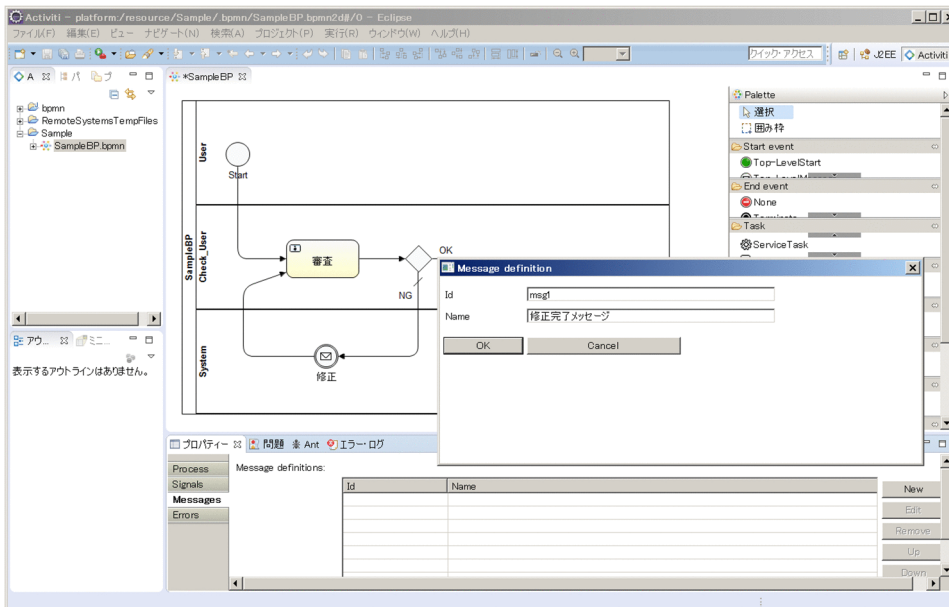 Activiti - platform:/resource/Sample/.bpmn/SampleBP.bpmn2d#/0 - Eclipse
ファイル(F) 編集(E) ビュー ナビゲート(N) 検索(A) プロジェクト(P) 実行(R) ウィンドウ(W) ヘルプ(H)
クイック・アクセス J2EE Activiti
A パ プ
*SampleBP
bpmn
RemoteSystemsTempFiles
Sample
SampleBP.bpmn
SampleBP
User
Start
Check_User
審査
OK
NG
System
修正
Palette
選択
囲み枠
Start event
Top-LevelStart
End event
None
Task
ServiceTask
Message definition
Id msg1
Name 修正完了メッセージ
OK Cancel
アウ... ミニ...
表示するアウトラインはありません。
プロパティー 問題 Ant エラー・ログ
Process
Signals
Messages
Errors
Message definitions:
Id Name
New
Edit
Remove
Up
Down